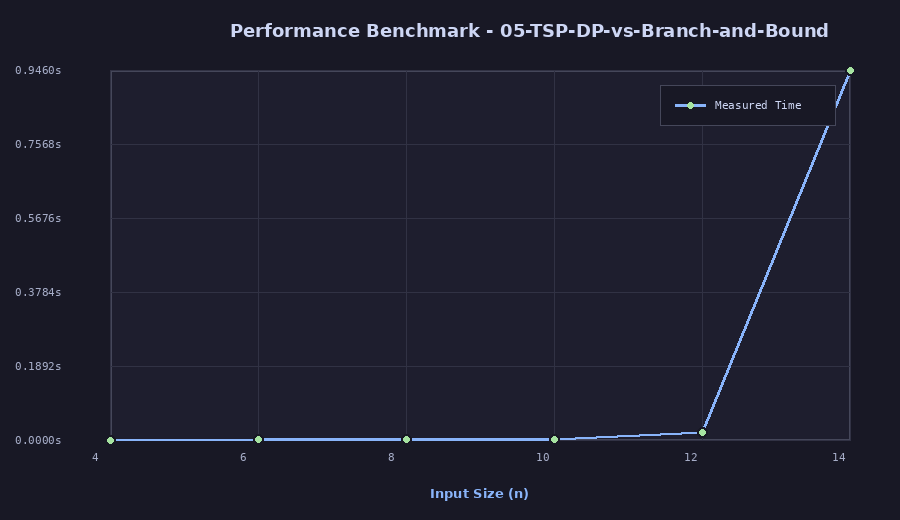 Performance Benchmark - 05-TSP-DP-vs-Branch-and-Bound
0.9460s
Measured Time
0.7568s
0.5676s
0.3784s
0.1892s
0.0000s
4 6 8 10 12 14
Input Size (n)